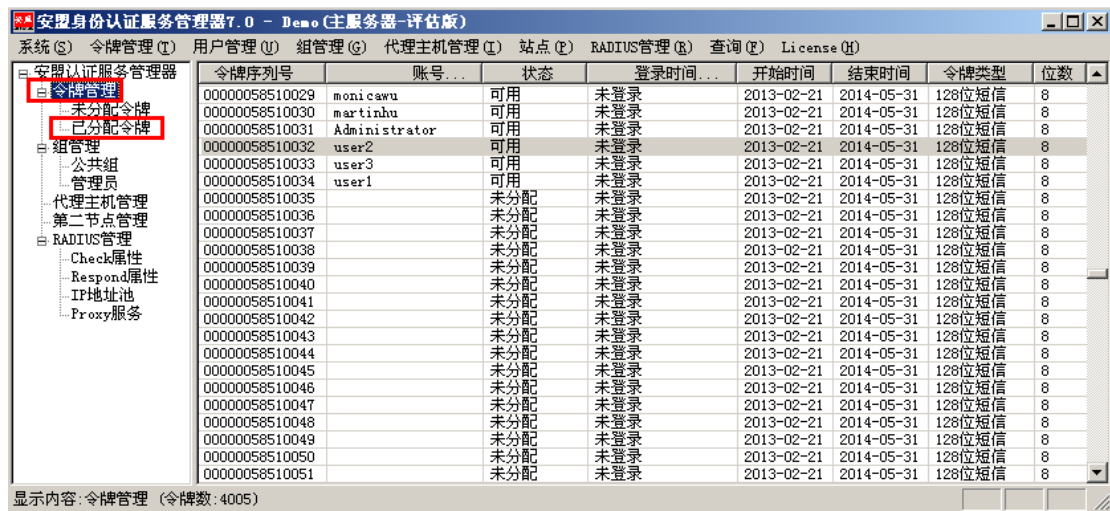 安盟身份认证服务管理器7.0 - Demo(主服务器-评估版)
系统(S) 令牌管理(T) 用户管理(U) 组管理(G) 代理主机管理(I) 站点(P) RADIUS管理(R) 查询(F) License(H)
安盟认证服务管理器
令牌管理
未分配令牌
已分配令牌
组管理
公共组
管理员
代理主机管理
第二节点管理
RADIUS管理
Check属性
Respond属性
IP地址池
Proxy服务
令牌序列号 账号... 状态 登录时间... 开始时间 结束时间 令牌类型 位数
00000058510029 monicawu 可用 未登录 2013-02-21 2014-05-31 128位短信 8
00000058510030 martinhu 可用 未登录 2013-02-21 2014-05-31 128位短信 8
00000058510031 Administrator 可用 未登录 2013-02-21 2014-05-31 128位短信 8
00000058510032 user2 可用 未登录 2013-02-21 2014-05-31 128位短信 8
00000058510033 user3 可用 未登录 2013-02-21 2014-05-31 128位短信 8
00000058510034 user1 可用 未登录 2013-02-21 2014-05-31 128位短信 8
00000058510035 未分配 未登录 2013-02-21 2014-05-31 128位短信 8
00000058510036 未分配 未登录 2013-02-21 2014-05-31 128位短信 8
00000058510037 未分配 未登录 2013-02-21 2014-05-31 128位短信 8
00000058510038 未分配 未登录 2013-02-21 2014-05-31 128位短信 8
00000058510039 未分配 未登录 2013-02-21 2014-05-31 128位短信 8
00000058510040 未分配 未登录 2013-02-21 2014-05-31 128位短信 8
00000058510041 未分配 未登录 2013-02-21 2014-05-31 128位短信 8
00000058510042 未分配 未登录 2013-02-21 2014-05-31 128位短信 8
00000058510043 未分配 未登录 2013-02-21 2014-05-31 128位短信 8
00000058510044 未分配 未登录 2013-02-21 2014-05-31 128位短信 8
00000058510045 未分配 未登录 2013-02-21 2014-05-31 128位短信 8
00000058510046 未分配 未登录 2013-02-21 2014-05-31 128位短信 8
00000058510047 未分配 未登录 2013-02-21 2014-05-31 128位短信 8
00000058510048 未分配 未登录 2013-02-21 2014-05-31 128位短信 8
00000058510049 未分配 未登录 2013-02-21 2014-05-31 128位短信 8
00000058510050 未分配 未登录 2013-02-21 2014-05-31 128位短信 8
00000058510051 未分配 未登录 2013-02-21 2014-05-31 128位短信 8
显示内容:令牌管理 (令牌数:4005)